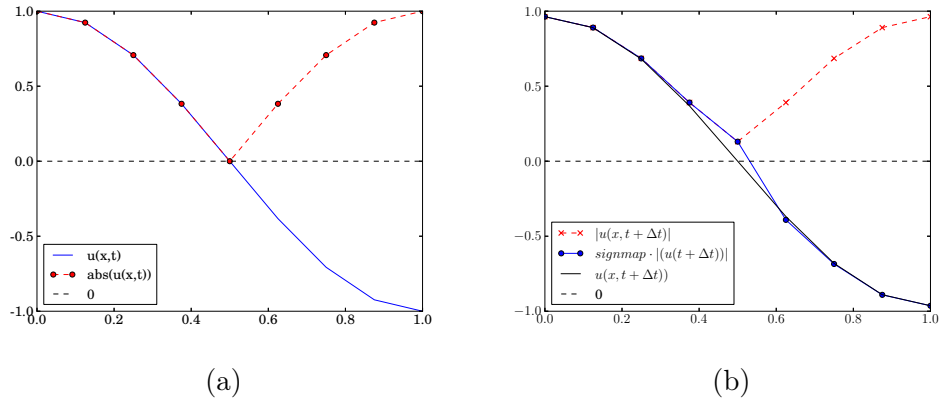 1.0
0.5
0.0
-0.5
-1.0
0.0 0.2 0.4 0.6 0.8 1.0
u(x,t)
abs(u(x,t))
0
(a)
1.0
0.5
0.0
−0.5
−1.0
0.0 0.2 0.4 0.6 0.8 1.0
|u(x, t + Δt)|
signmap · |(u(t + Δt))|
u(x, t + Δt))
0
(b)